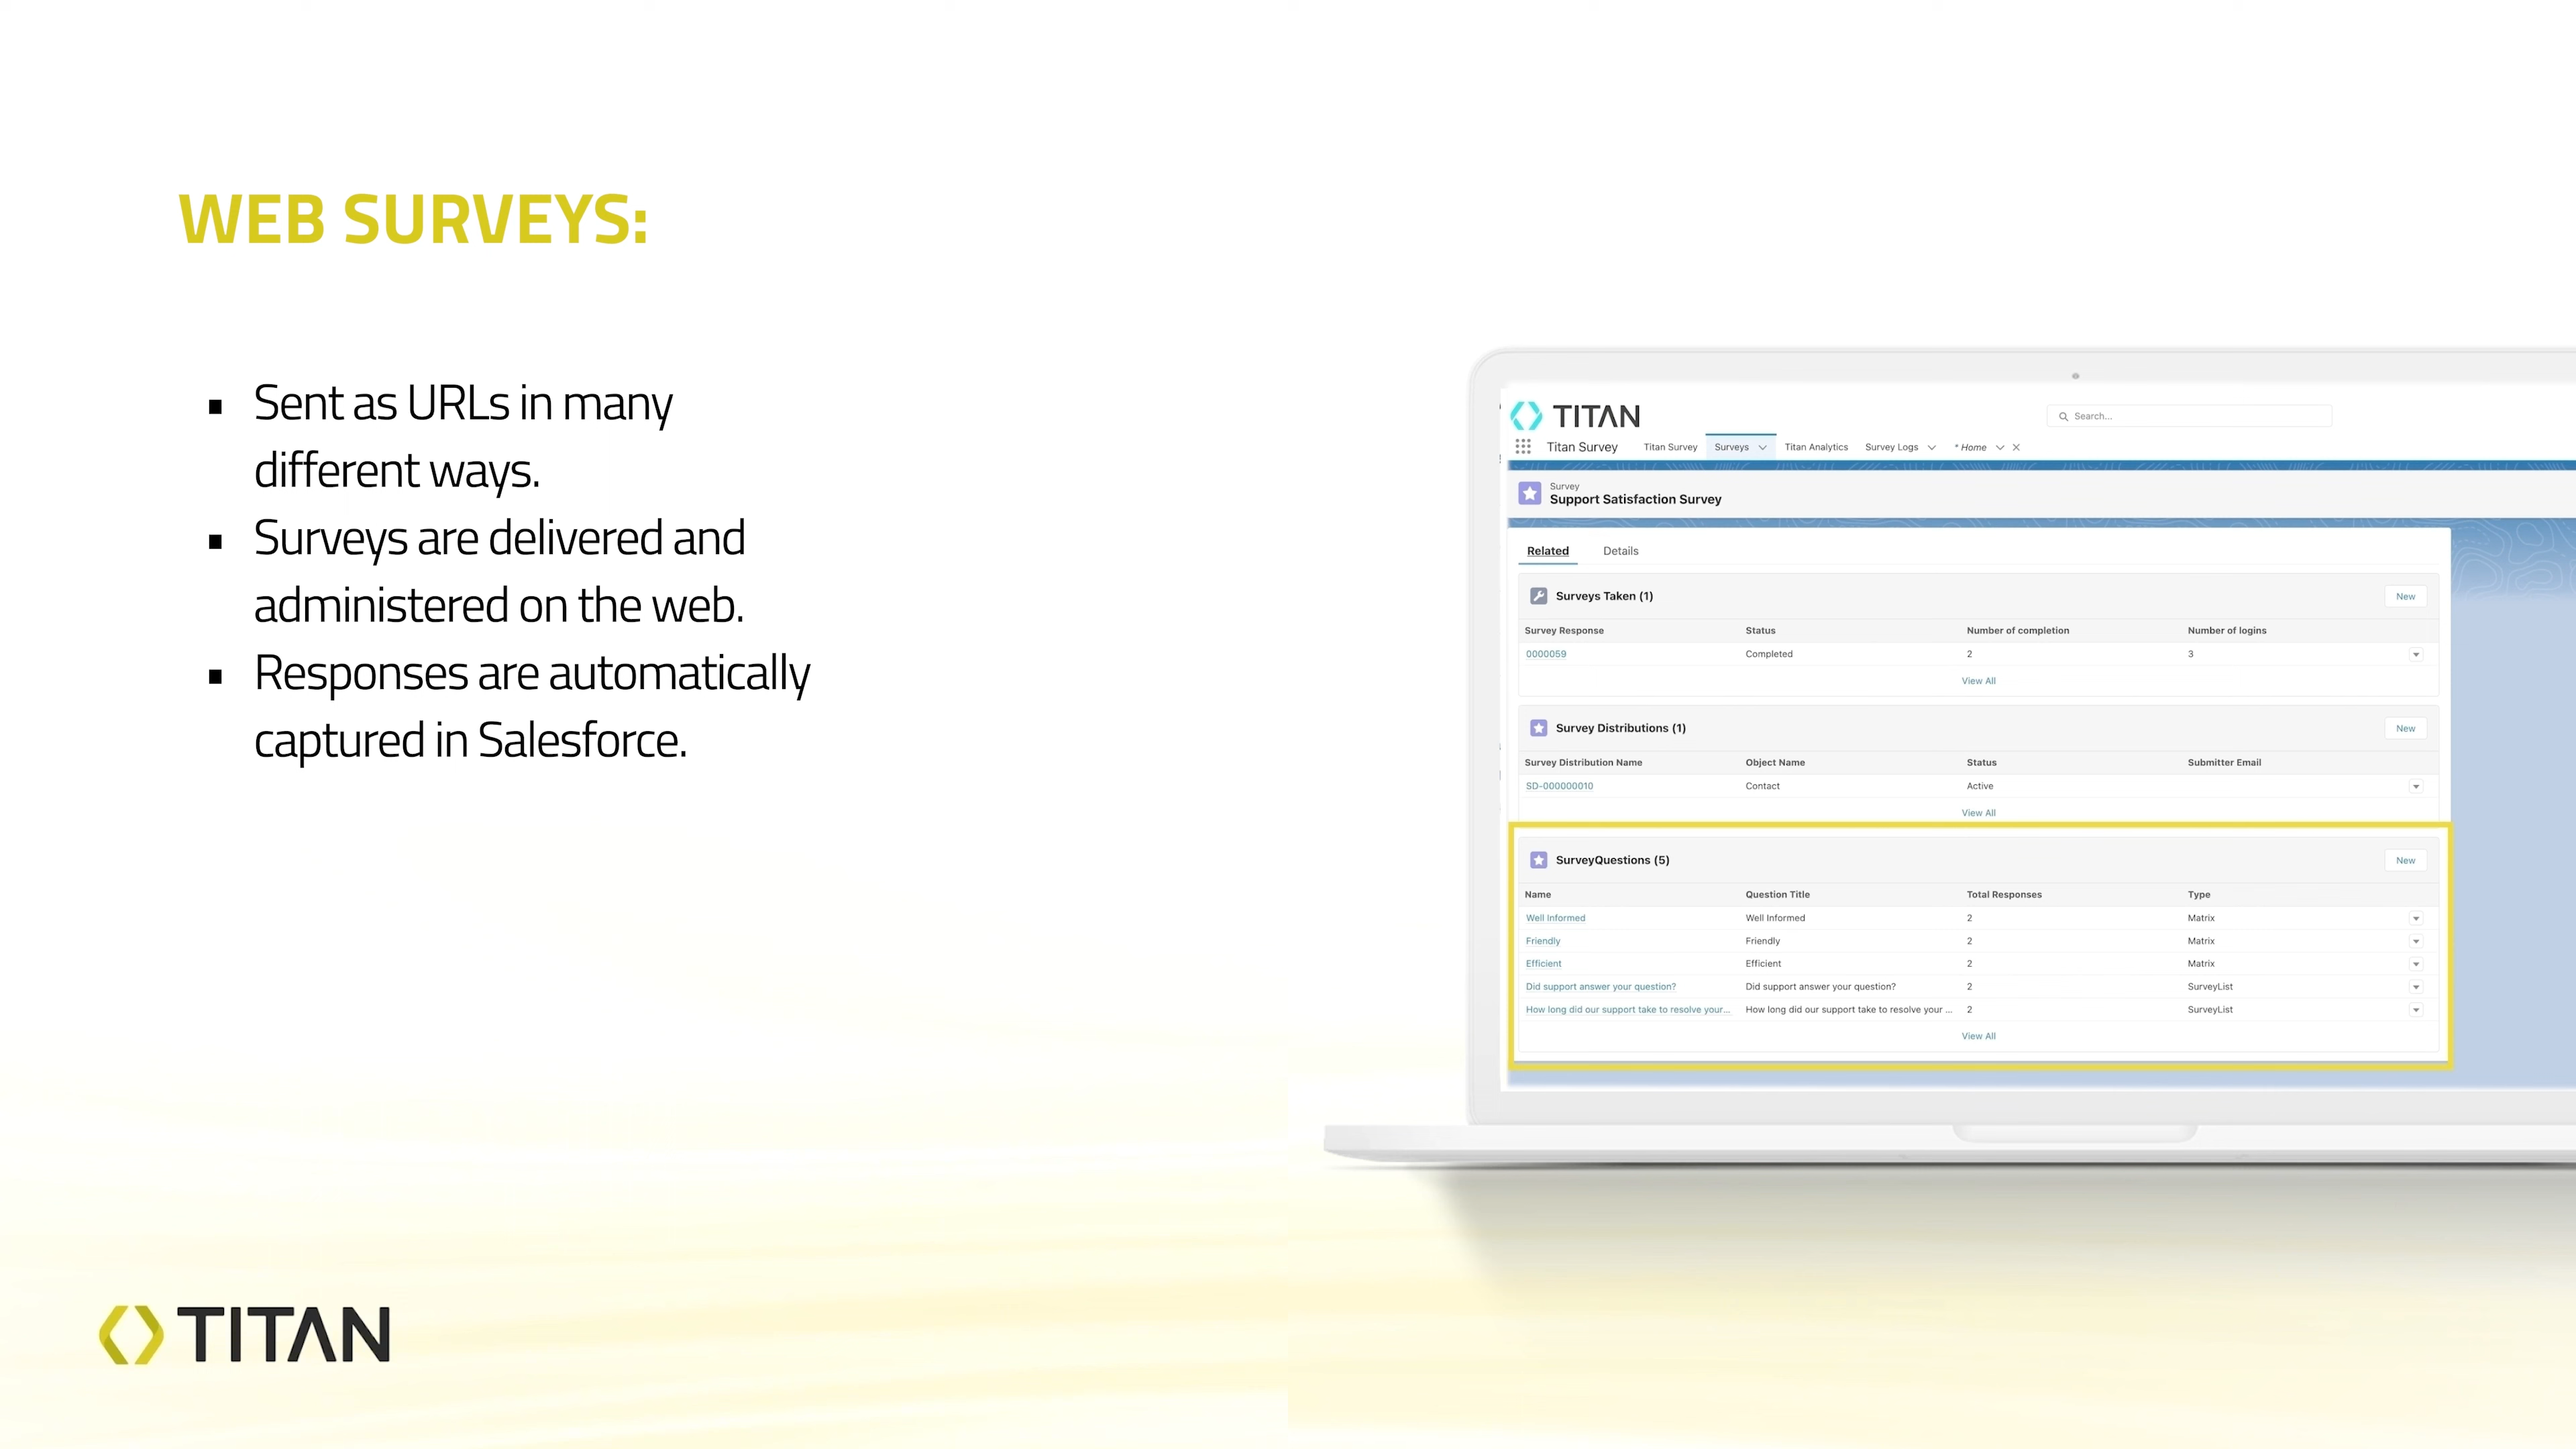 WEB SURVEYS:
▪ Sent as URLs in many
different ways.
▪ Surveys are delivered and
administered on the web.
▪ Responses are automatically
captured in Salesforce.
TITAN
Search...
Titan Survey Titan Survey Surveys Titan Analytics Survey Logs * Home
Survey
Support Satisfaction Survey
Related Details
Surveys Taken (1) New
Survey Response Status Number of completion Number of logins
0000059 Completed 2 3
View All
Survey Distributions (1) New
Survey Distribution Name Object Name Status Submitter Email
SD-000000010 Contact Active
View All
SurveyQuestions (5) New
Name Question Title Total Responses Type
Well Informed Well Informed 2 Matrix
Friendly Friendly 2 Matrix
Efficient Efficient 2 Matrix
Did support answer your question? Did support answer your question? 2 SurveyList
How long did our support take to resolve your... How long did our support take to resolve your ... 2 SurveyList
View All
TITAN